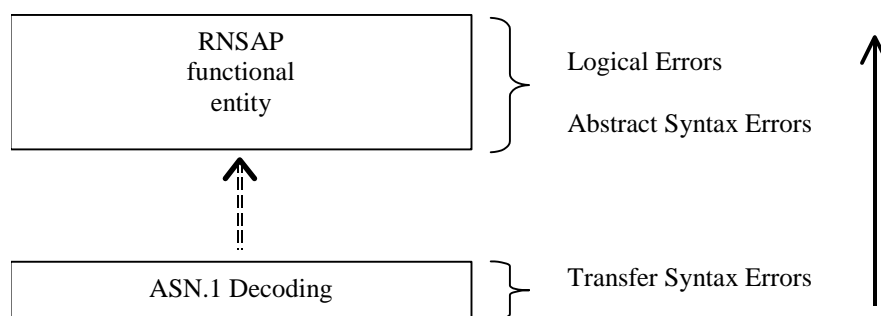 RNSAP
functional
entity
Logical Errors
Abstract Syntax Errors
ASN.1 Decoding
Transfer Syntax Errors